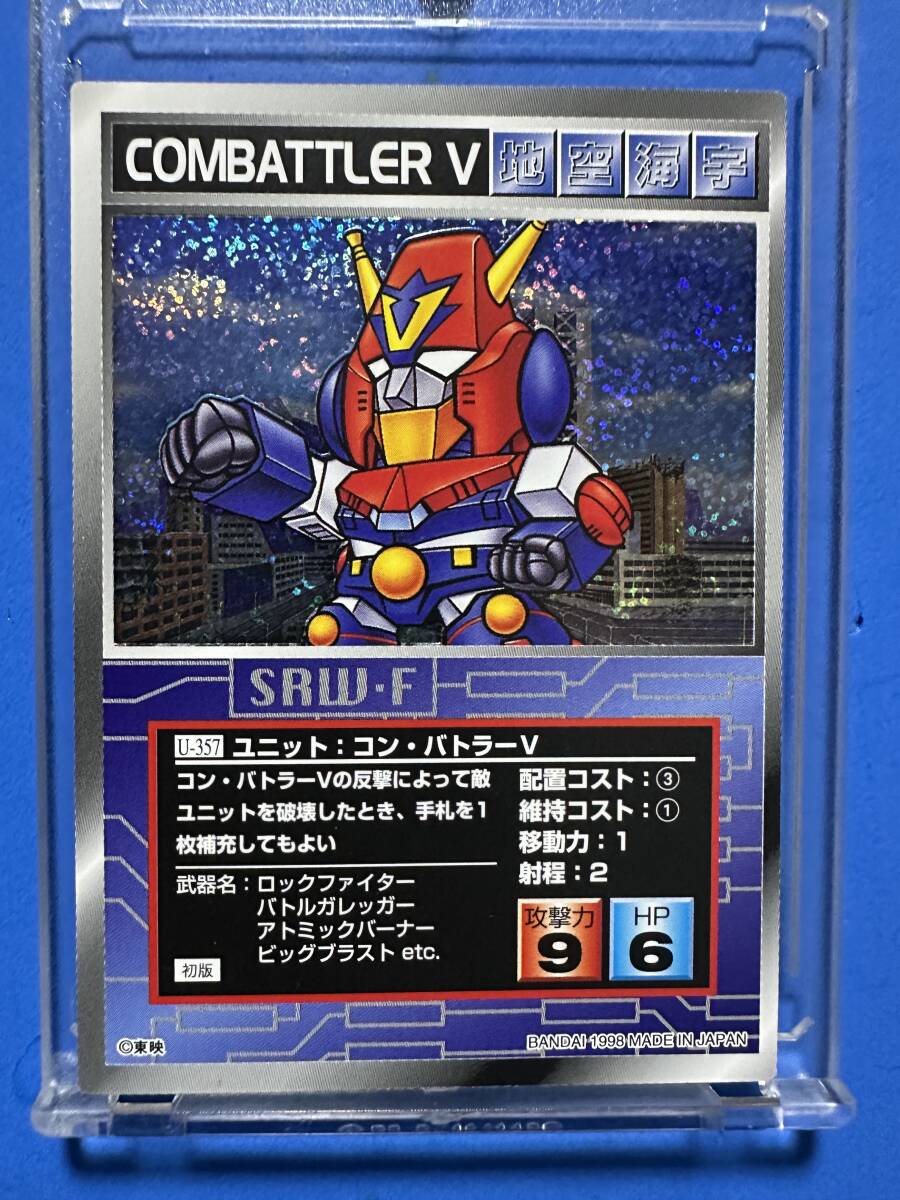 COMBATTLER V 地 空 海 宇
V
SRW・F
U-357 ユニット：コン・バトラーV
コン・バトラーVの反撃によって敵
ユニットを破壊したとき、手札を1
枚補充してもよい
武器名：ロックファイター
バトルガレッガー
アトミックバーナー
ビッグブラスト etc.
初版
配置コスト：③
維持コスト：①
移動力：1
射程：2
攻撃力
9
HP
6
©東映
BANDAI 1998 MADE IN JAPAN